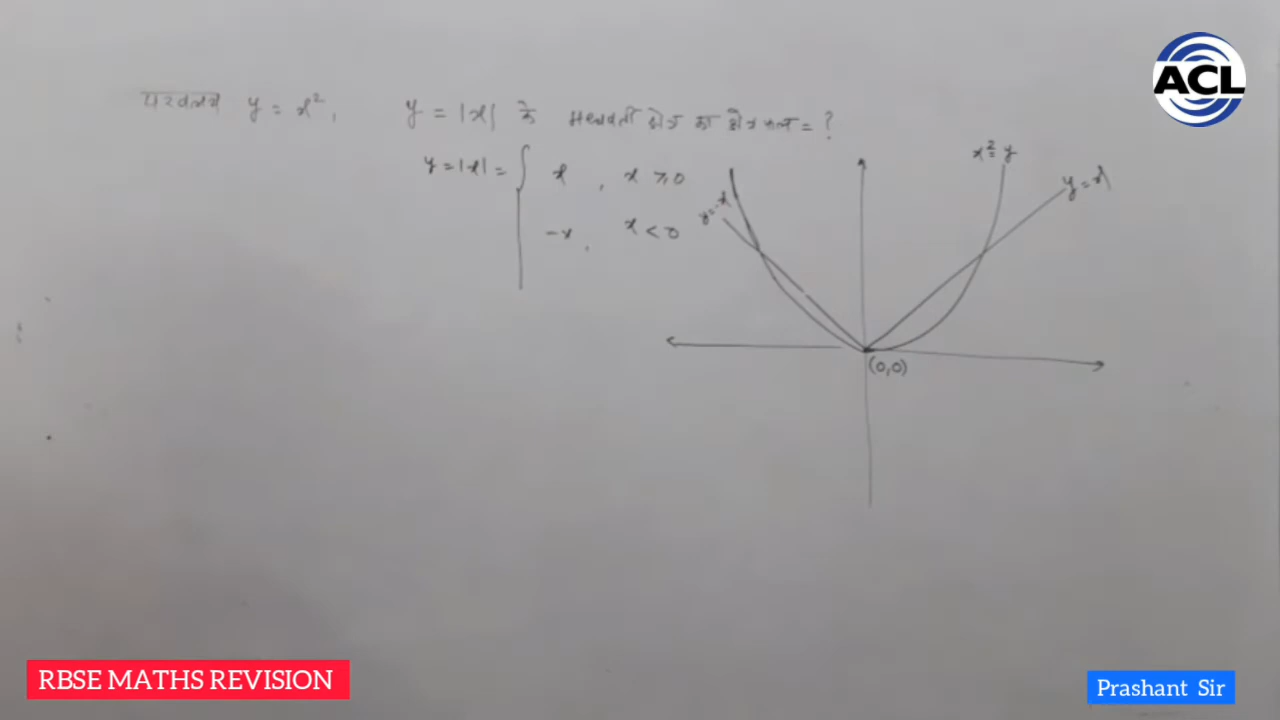 ACL
परवलय y = x², y = |x| के मध्यवर्ती क्षेत्र का क्षेत्रफल = ?
y = |x| = { x , x ≥ 0
-x , x < 0
x² = y
y = x
y = -x
(0,0)
RBSE MATHS REVISION
Prashant Sir